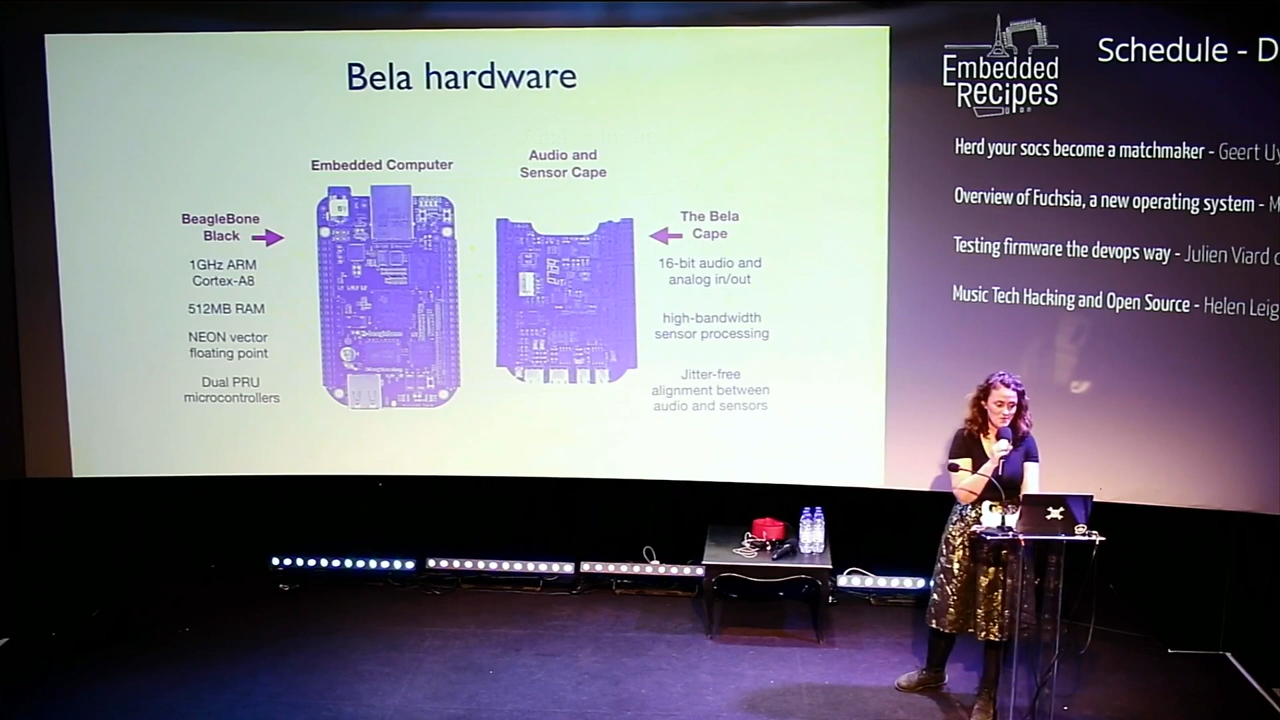 Bela hardware
Embedded Computer
Audio and
Sensor Cape
BeagleBone
Black
1GHz ARM
Cortex-A8
512MB RAM
NEON vector
floating point
Dual PRU
microcontrollers
The Bela
Cape
16-bit audio and
analog in/out
high-bandwidth
sensor processing
Jitter-free
alignment between
audio and sensors
Embedded
Recipes
Schedule - D
Herd your socs become a matchmaker - Geert Uy
Overview of Fuchsia, a new operating system - M
Testing firmware the devops way - Julien Viard d
Music Tech Hacking and Open Source - Helen Leig